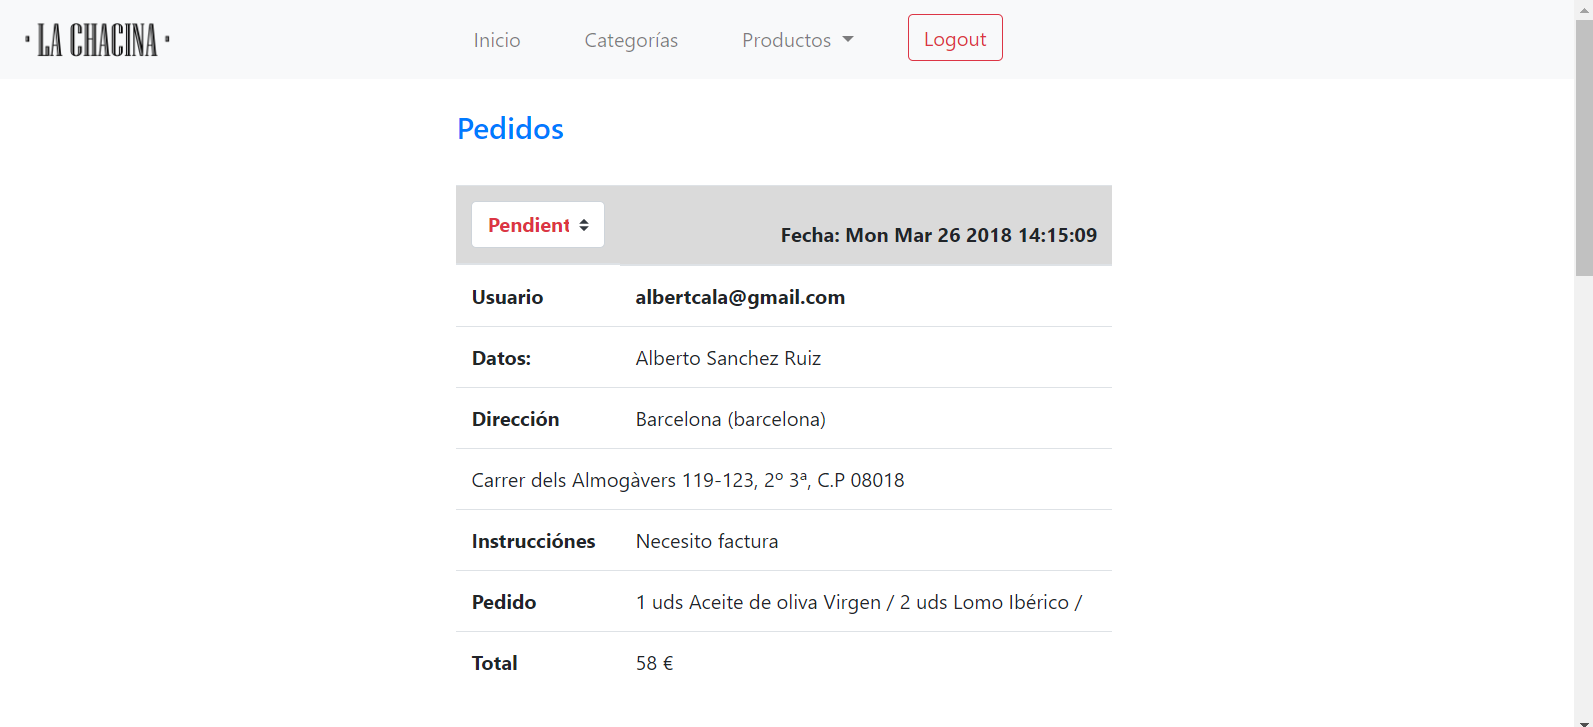 · LA CHACINA ·
Inicio Categorías Productos Logout
Pedidos
Pendient Fecha: Mon Mar 26 2018 14:15:09
Usuario albertcala@gmail.com
Datos: Alberto Sanchez Ruiz
Dirección Barcelona (barcelona)
Carrer dels Almogàvers 119-123, 2º 3ª, C.P 08018
Instrucciónes Necesito factura
Pedido 1 uds Aceite de oliva Virgen / 2 uds Lomo Ibérico /
Total 58 €